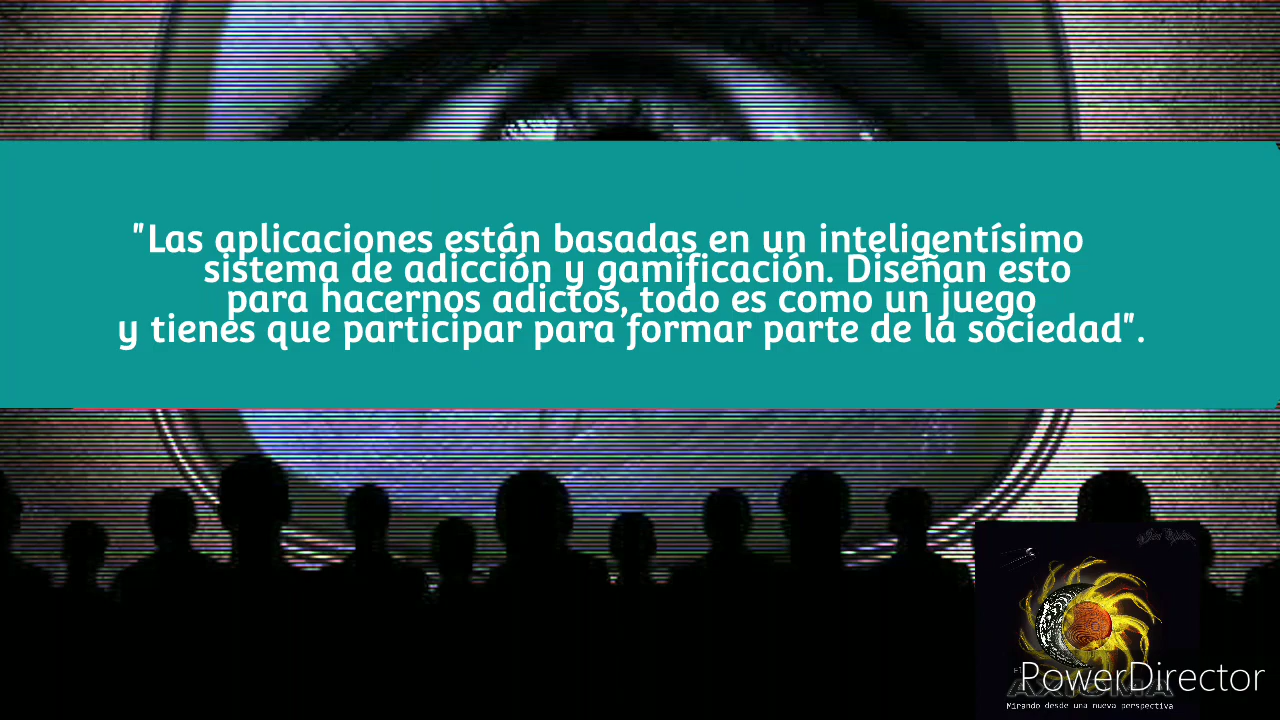 "Las aplicaciones están basadas en un inteligentísimo
sistema de adicción y gamificación. Diseñan esto
para hacernos adictos, todo es como un juego
y tienes que participar para formar parte de la sociedad".
PowerDirector
AXIOMA
Mirando desde una nueva perspectiva